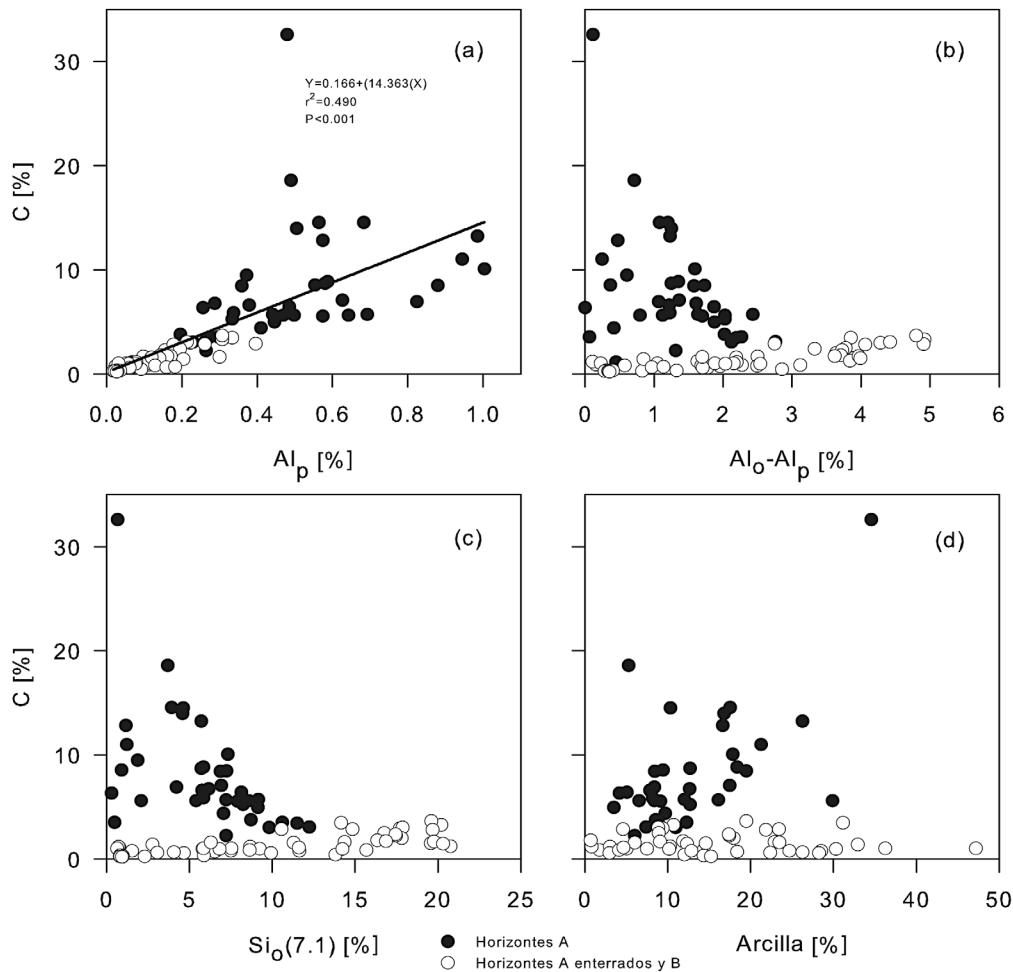 (a)
(b)
Y=0.166+(14.363(X)
r²=0.490
P<0.001
C [%]
30
20
10
0
0.0 0.2 0.4 0.6 0.8 1.0
0 1 2 3 4 5 6
Alp [%]
Alo-Alp [%]
(c)
(d)
C [%]
30
20
10
0
0 5 10 15 20 25
0 10 20 30 40 50
Sio(7.1) [%]
Arcilla [%]
Horizontes A
Horizontes A enterrados y B